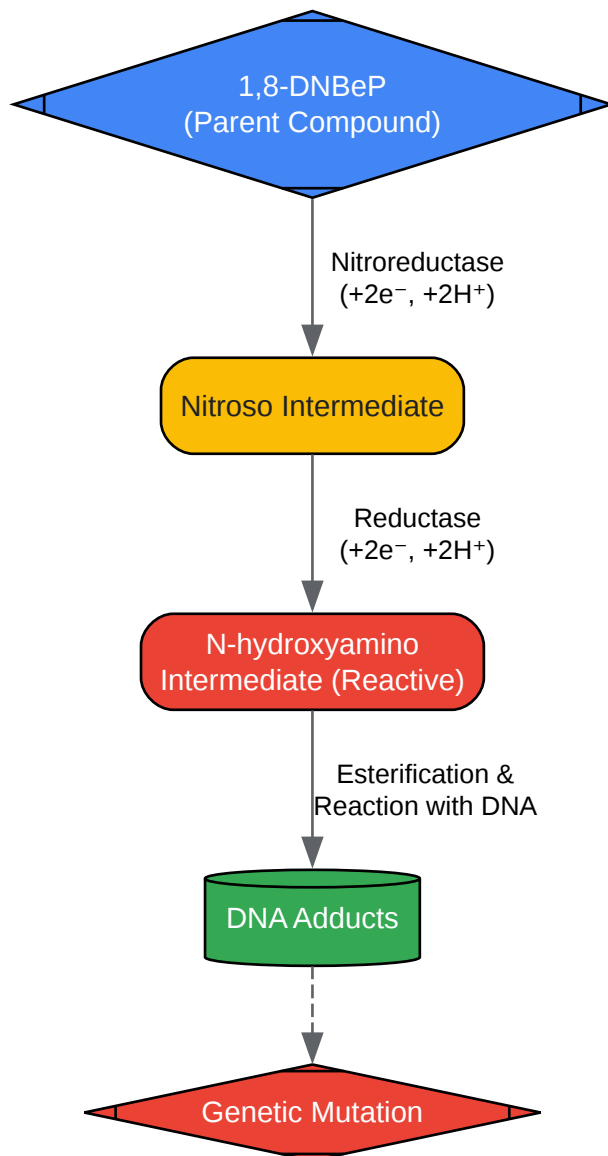 1,8-DNBeP
(Parent Compound)
Nitroreductase
(+2e⁻, +2H⁺)
Nitroso Intermediate
Reductase
(+2e⁻, +2H⁺)
N-hydroxyamino
Intermediate (Reactive)
Esterification &
Reaction with DNA
DNA Adducts
Genetic Mutation